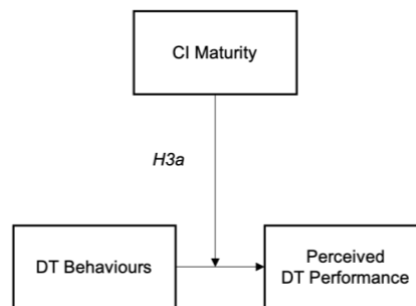 CI Maturity
H3a
DT Behaviours
Perceived
DT Performance